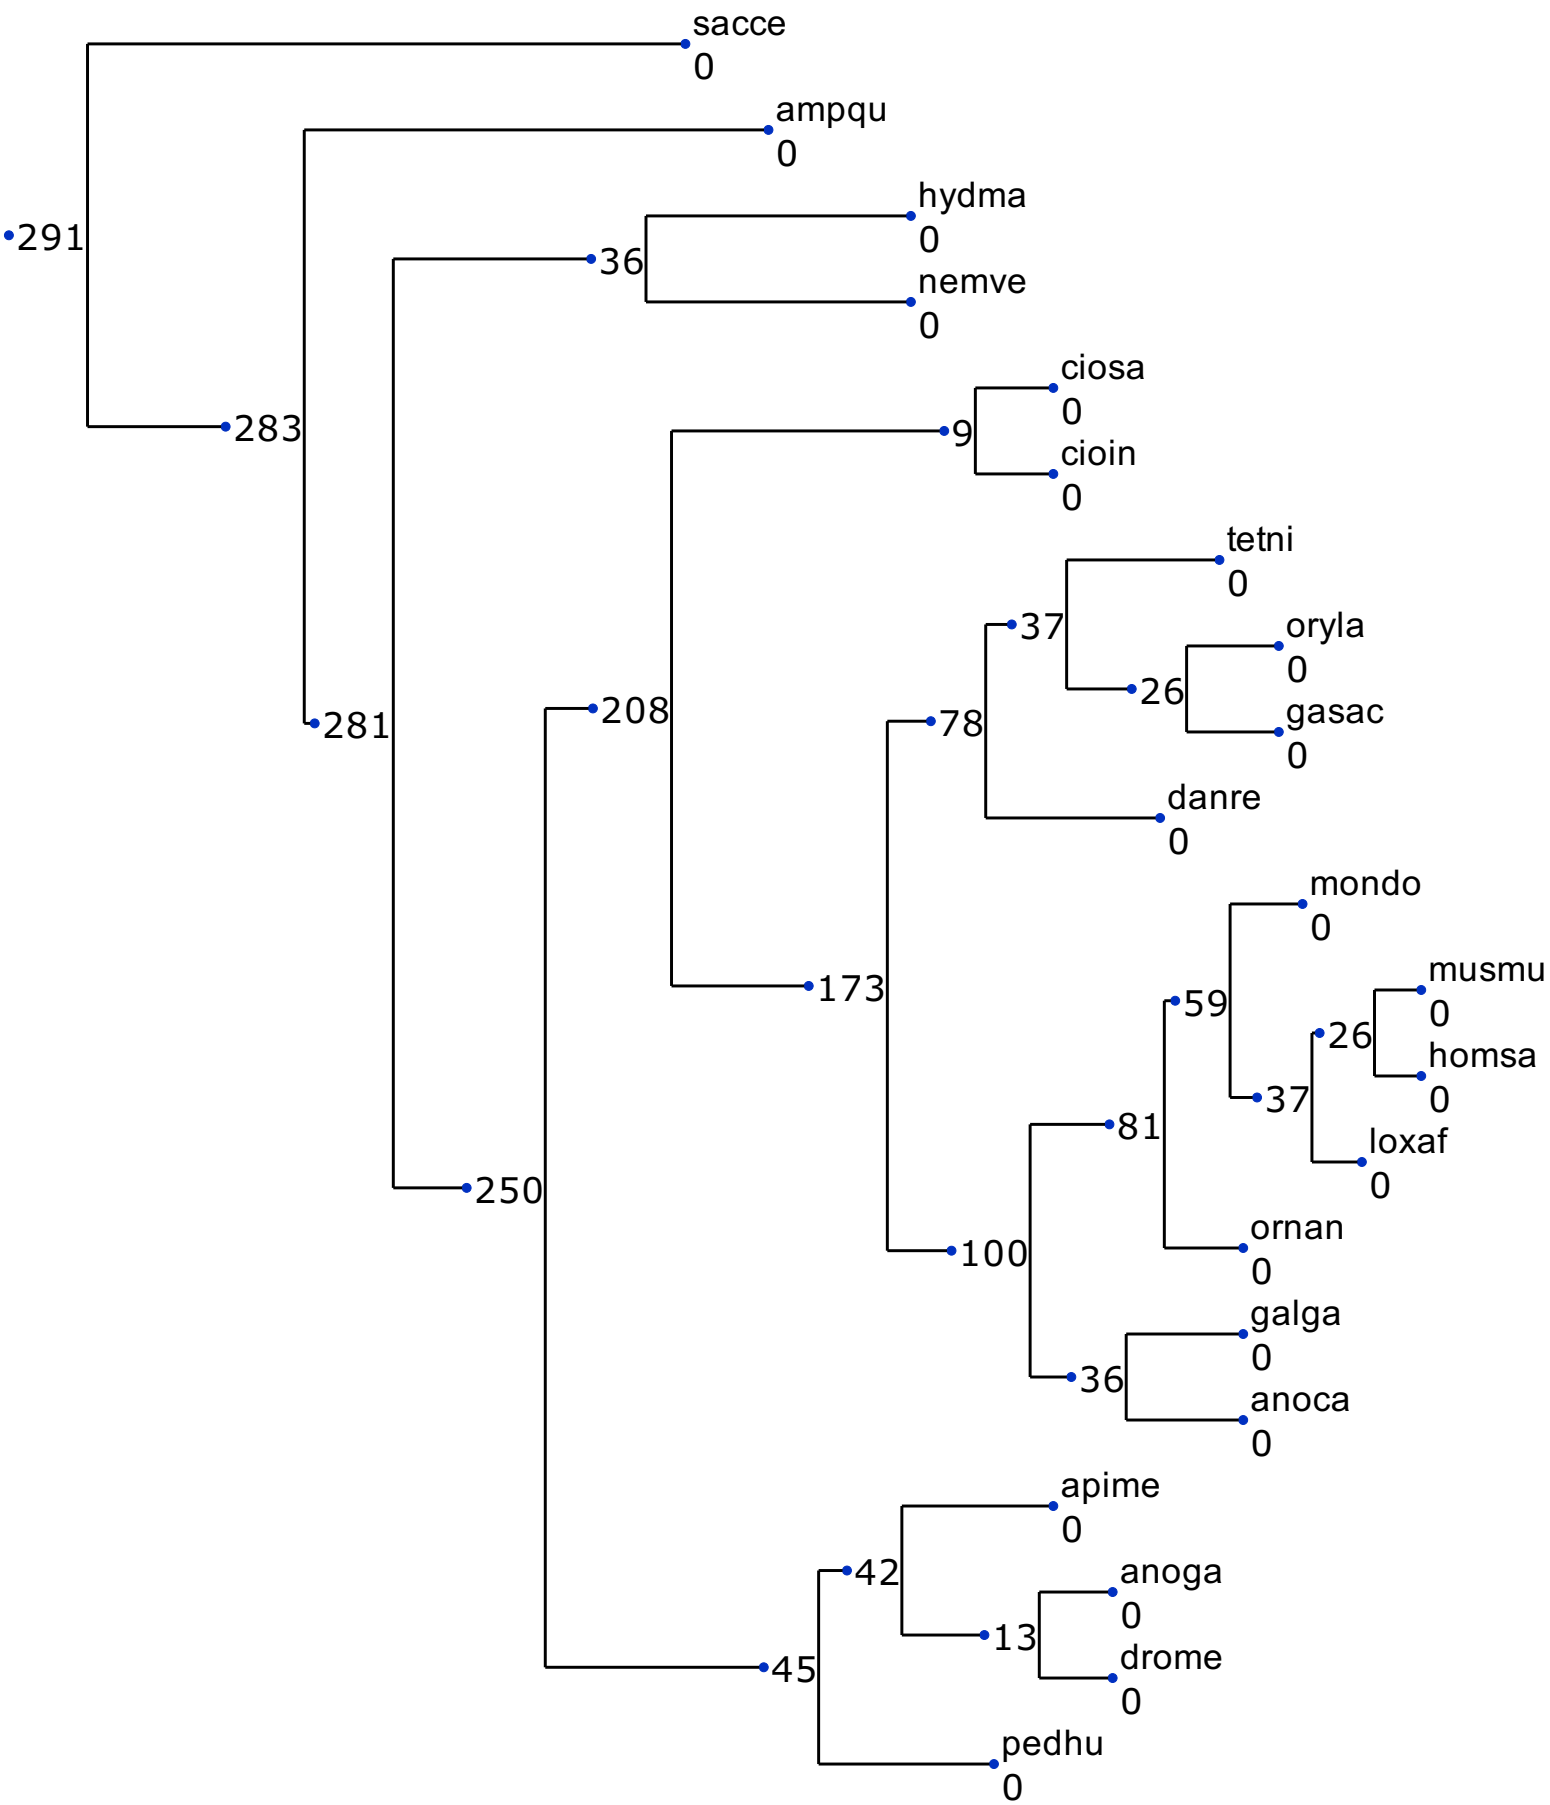 sacce
0
ampqu
0
hydma
0
291
36
nemve
0
ciosa
0
283
9
cioin
0
tetni
0
37
oryla
0
26
208
gasac
0
281
78
danre
0
mondo
0
musmu
0
173
59
26
homsa
0
37
81
loxaf
0
250
ornan
0
100
galga
0
36
anoca
0
apime
0
42
anoga
0
13
drome
0
45
pedhu
0